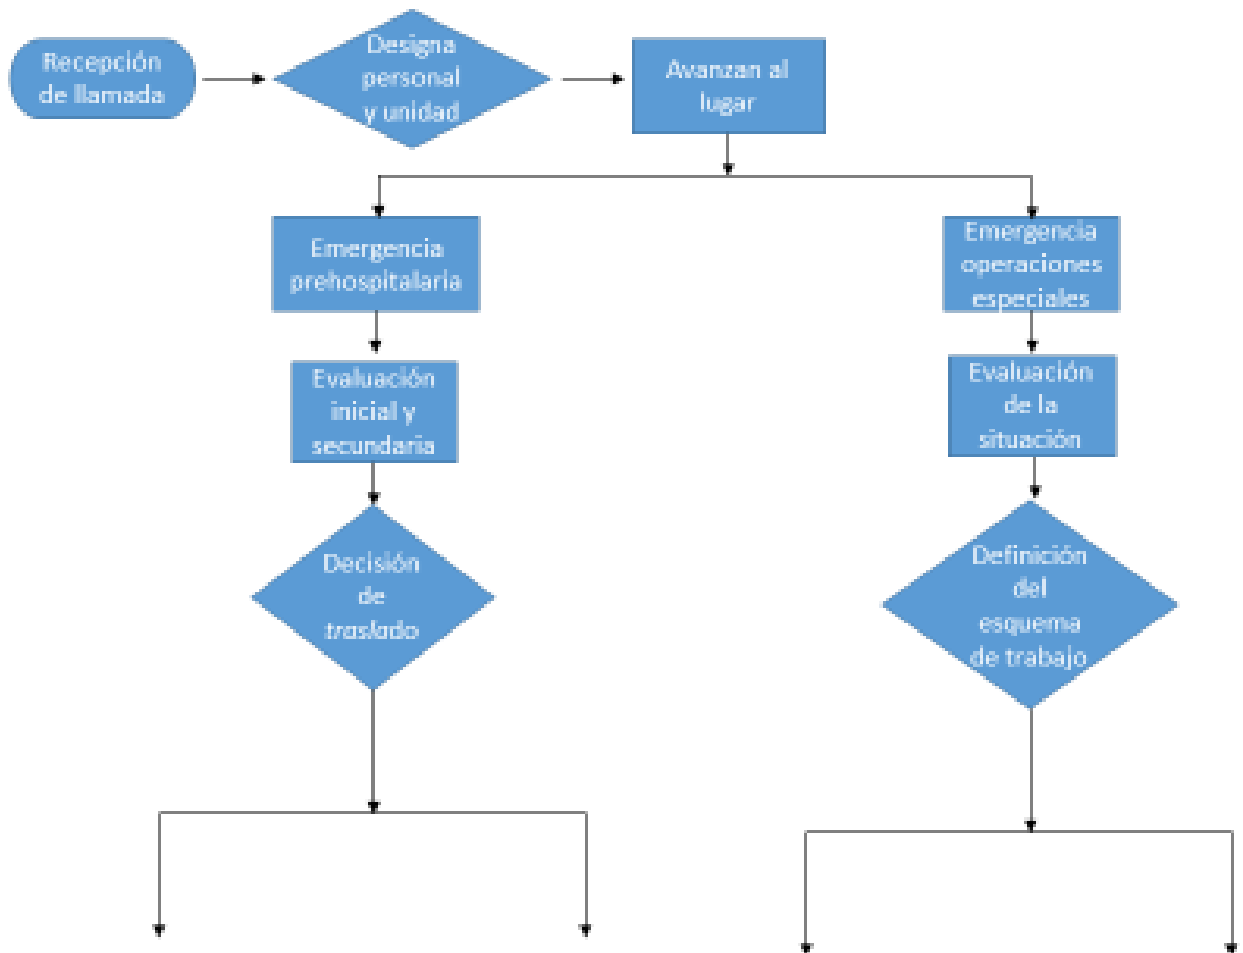 Recepción
de llamada
Designa
personal
y unidad
Avanzan al
lugar
Emergencia
prehospitalaria
Emergencia
operaciones
especiales
Evaluación
inicial y
secundaria
Evaluación
de la
situación
Decisión
de
traslado
Definición
del
esquema
de trabajo